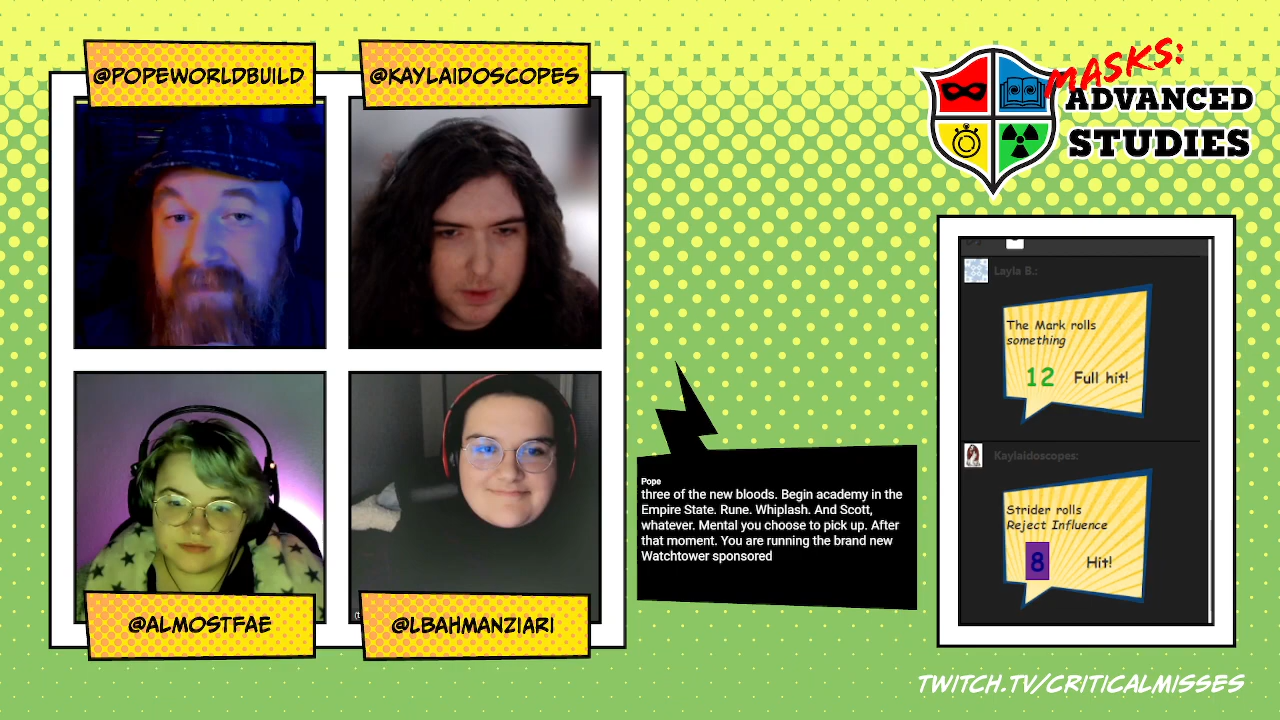 @POPEWORLDBUILD
@KAYLAIDOSCOPES
MASKS:
ADVANCED
STUDIES
Layla B.:
The Mark rolls
something
12 Full hit!
Kaylaidoscopes:
Strider rolls
Reject Influence
8 Hit!
Pope
three of the new bloods. Begin academy in the
Empire State. Rune. Whiplash. And Scott,
whatever. Mental you choose to pick up. After
that moment. You are running the brand new
Watchtower sponsored
@ALMOSTFAE
@LBAHMANZIARI
TWITCH.TV/CRITICALMISSES